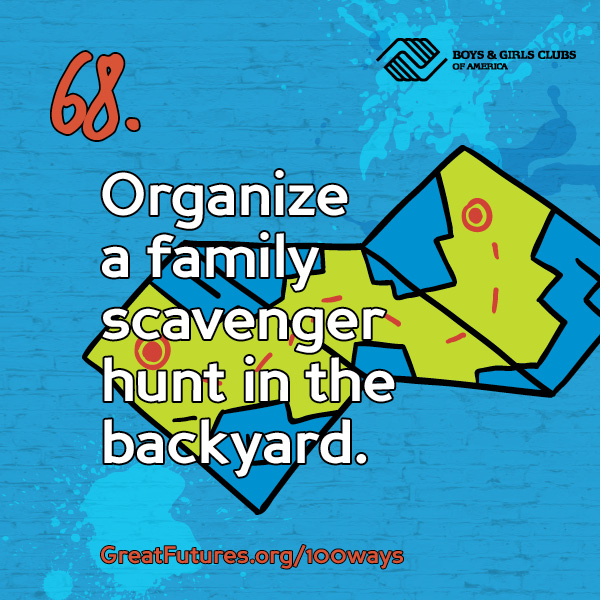 68.
BOYS & GIRLS CLUBS
OF AMERICA
Organize
a family
scavenger
hunt in the
backyard.
GreatFutures.org/100ways